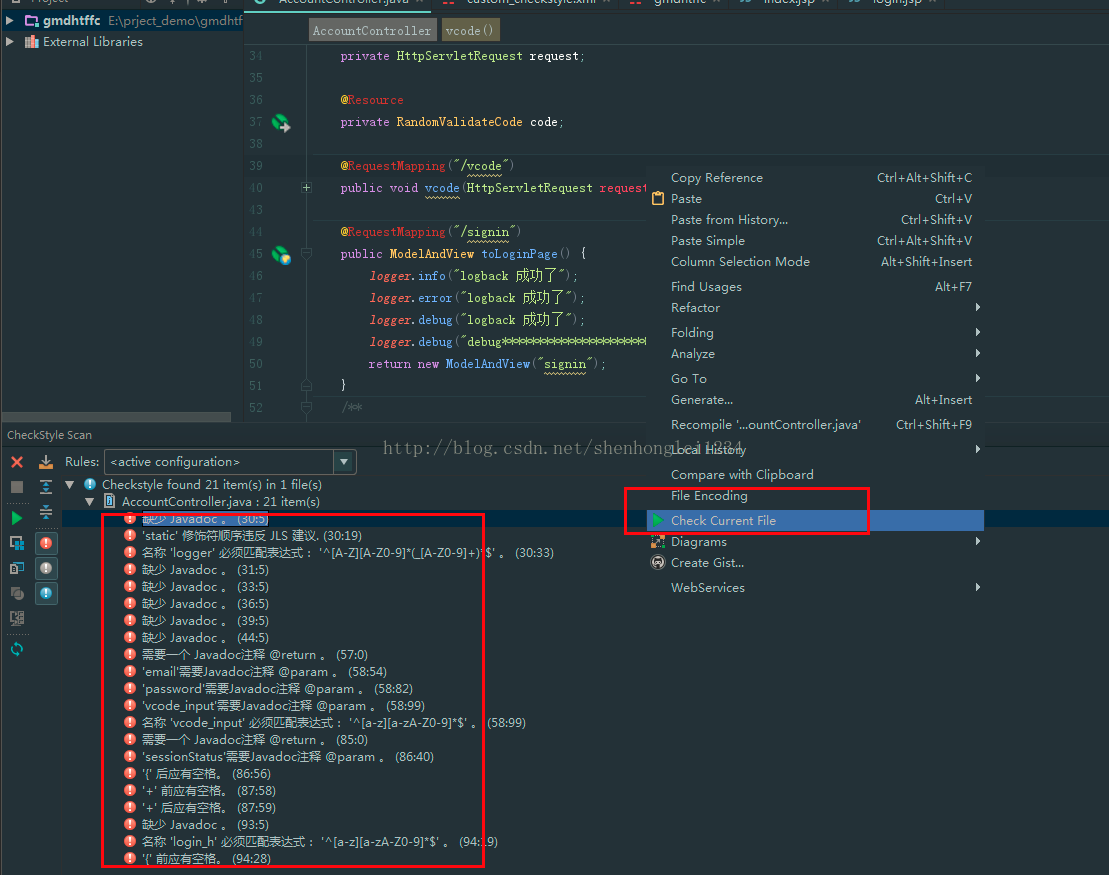 Project
AccountController.java
custom_checkstyle.xml
gmdhtffc
index.jsp
login.jsp
gmdhtffc E:\prject_demo\gmdhtf
External Libraries
AccountController vcode()
34 private HttpServletRequest request;
35
36 @Resource
37 private RandomValidateCode code;
38
39 @RequestMapping("/vcode")
40 public void vcode(HttpServletRequest request
43
44 @RequestMapping("/signin")
45 public ModelAndView toLoginPage() {
46 logger.info("logback 成功了");
47 logger.error("logback 成功了");
48 logger.debug("logback 成功了");
49 logger.debug("debug********************
50 return new ModelAndView("signin");
51 }
52 /**
Copy Reference Ctrl+Alt+Shift+C
Paste Ctrl+V
Paste from History... Ctrl+Shift+V
Paste Simple Ctrl+Alt+Shift+V
Column Selection Mode Alt+Shift+Insert
Find Usages Alt+F7
Refactor
Folding
Analyze
Go To
Generate... Alt+Insert
Recompile '...ountController.java' Ctrl+Shift+F9
Local History
Compare with Clipboard
File Encoding
Check Current File
Diagrams
Create Gist...
WebServices
http://blog.csdn.net/shenhonglei1234
CheckStyle Scan
Rules: <active configuration>
Checkstyle found 21 item(s) in 1 file(s)
AccountController.java : 21 item(s)
缺少 Javadoc 。 (30:5)
'static' 修饰符顺序违反 JLS 建议. (30:19)
名称 'logger' 必须匹配表达式： '^[A-Z][A-Z0-9]*(_[A-Z0-9]+)*$' 。 (30:33)
缺少 Javadoc 。 (31:5)
缺少 Javadoc 。 (33:5)
缺少 Javadoc 。 (36:5)
缺少 Javadoc 。 (39:5)
缺少 Javadoc 。 (44:5)
需要一个 Javadoc注释 @return 。 (57:0)
'email'需要Javadoc注释 @param 。 (58:54)
'password'需要Javadoc注释 @param 。 (58:82)
'vcode_input'需要Javadoc注释 @param 。 (58:99)
名称 'vcode_input' 必须匹配表达式： '^[a-z][a-zA-Z0-9]*$' 。 (58:99)
需要一个 Javadoc注释 @return 。 (85:0)
'sessionStatus'需要Javadoc注释 @param 。 (86:40)
'{' 后应有空格。 (86:56)
'+' 前应有空格。 (87:58)
'+' 后应有空格。 (87:59)
缺少 Javadoc 。 (93:5)
名称 'login_h' 必须匹配表达式： '^[a-z][a-zA-Z0-9]*$' 。 (94:19)
'{' 前应有空格。 (94:28)